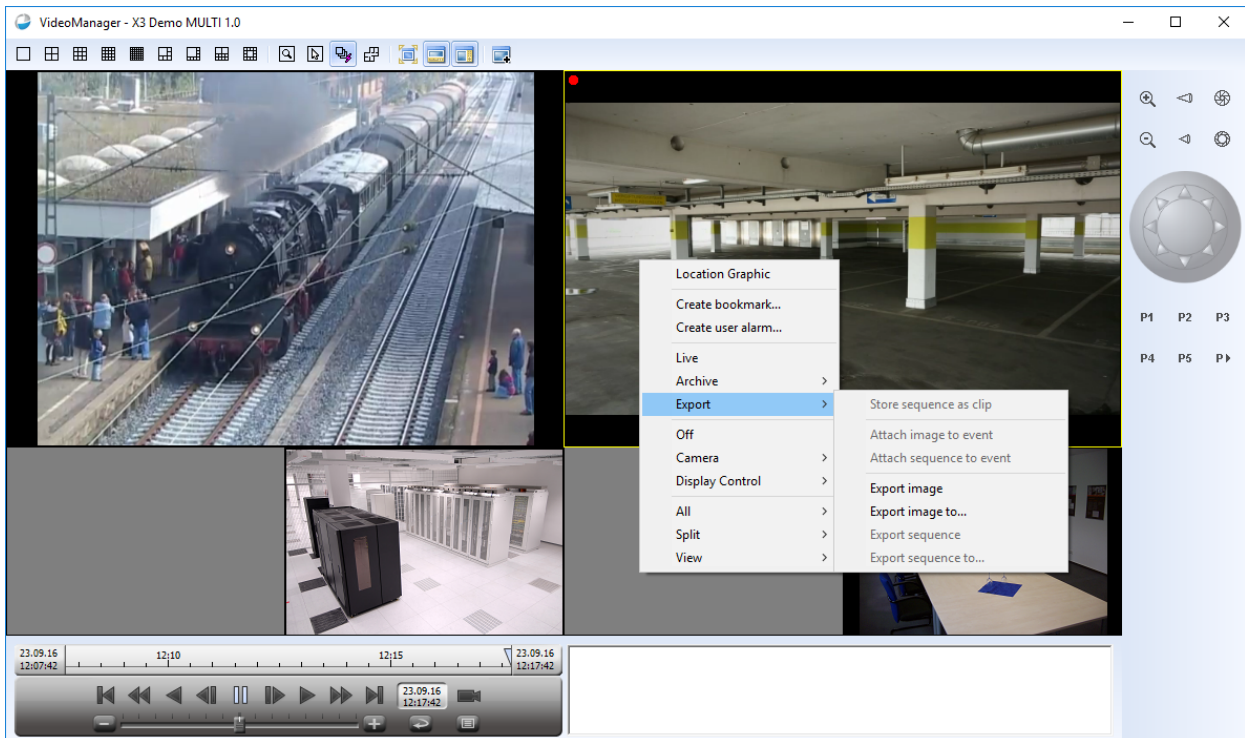 VideoManager - X3 Demo MULTI 1.0
Location Graphic
Create bookmark...
Create user alarm...
Live
Archive
Export
Off
Camera
Display Control
All
Split
View
Store sequence as clip
Attach image to event
Attach sequence to event
Export image
Export image to...
Export sequence
Export sequence to...
P1 P2 P3
P4 P5 P
23.09.16
12:07:42
12:10
12:15
23.09.16
12:17:42
23.09.16
12:17:42